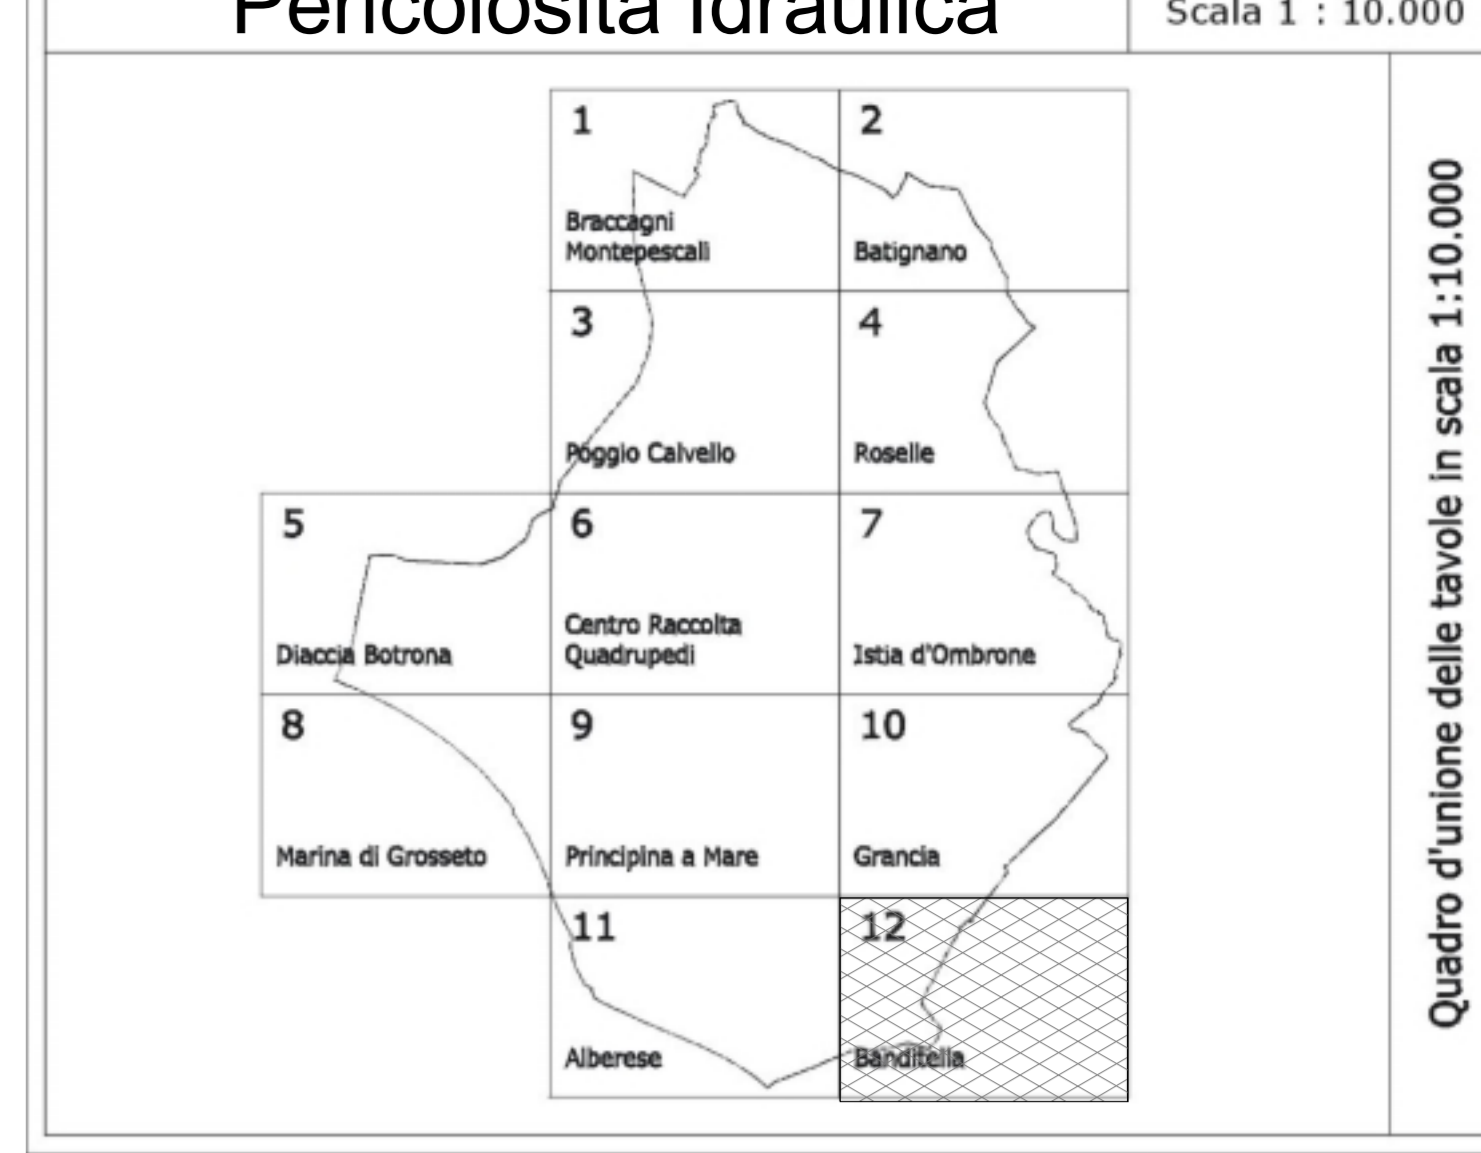 Pericolosità Idraulica
Scala 1 : 10.000
1
2
Braccagni
Montepescali
Batignano
3
4
Poggio Calvello
Roselle
5
6
7
Diaccia Botrona
Centro Raccolta
Quadrupedi
Istia d'Ombrone
8
9
10
Marina di Grosseto
Principina a Mare
Grancia
11
12
Alberese
Banditella
Quadro d'unione delle tavole in scala 1:10.000